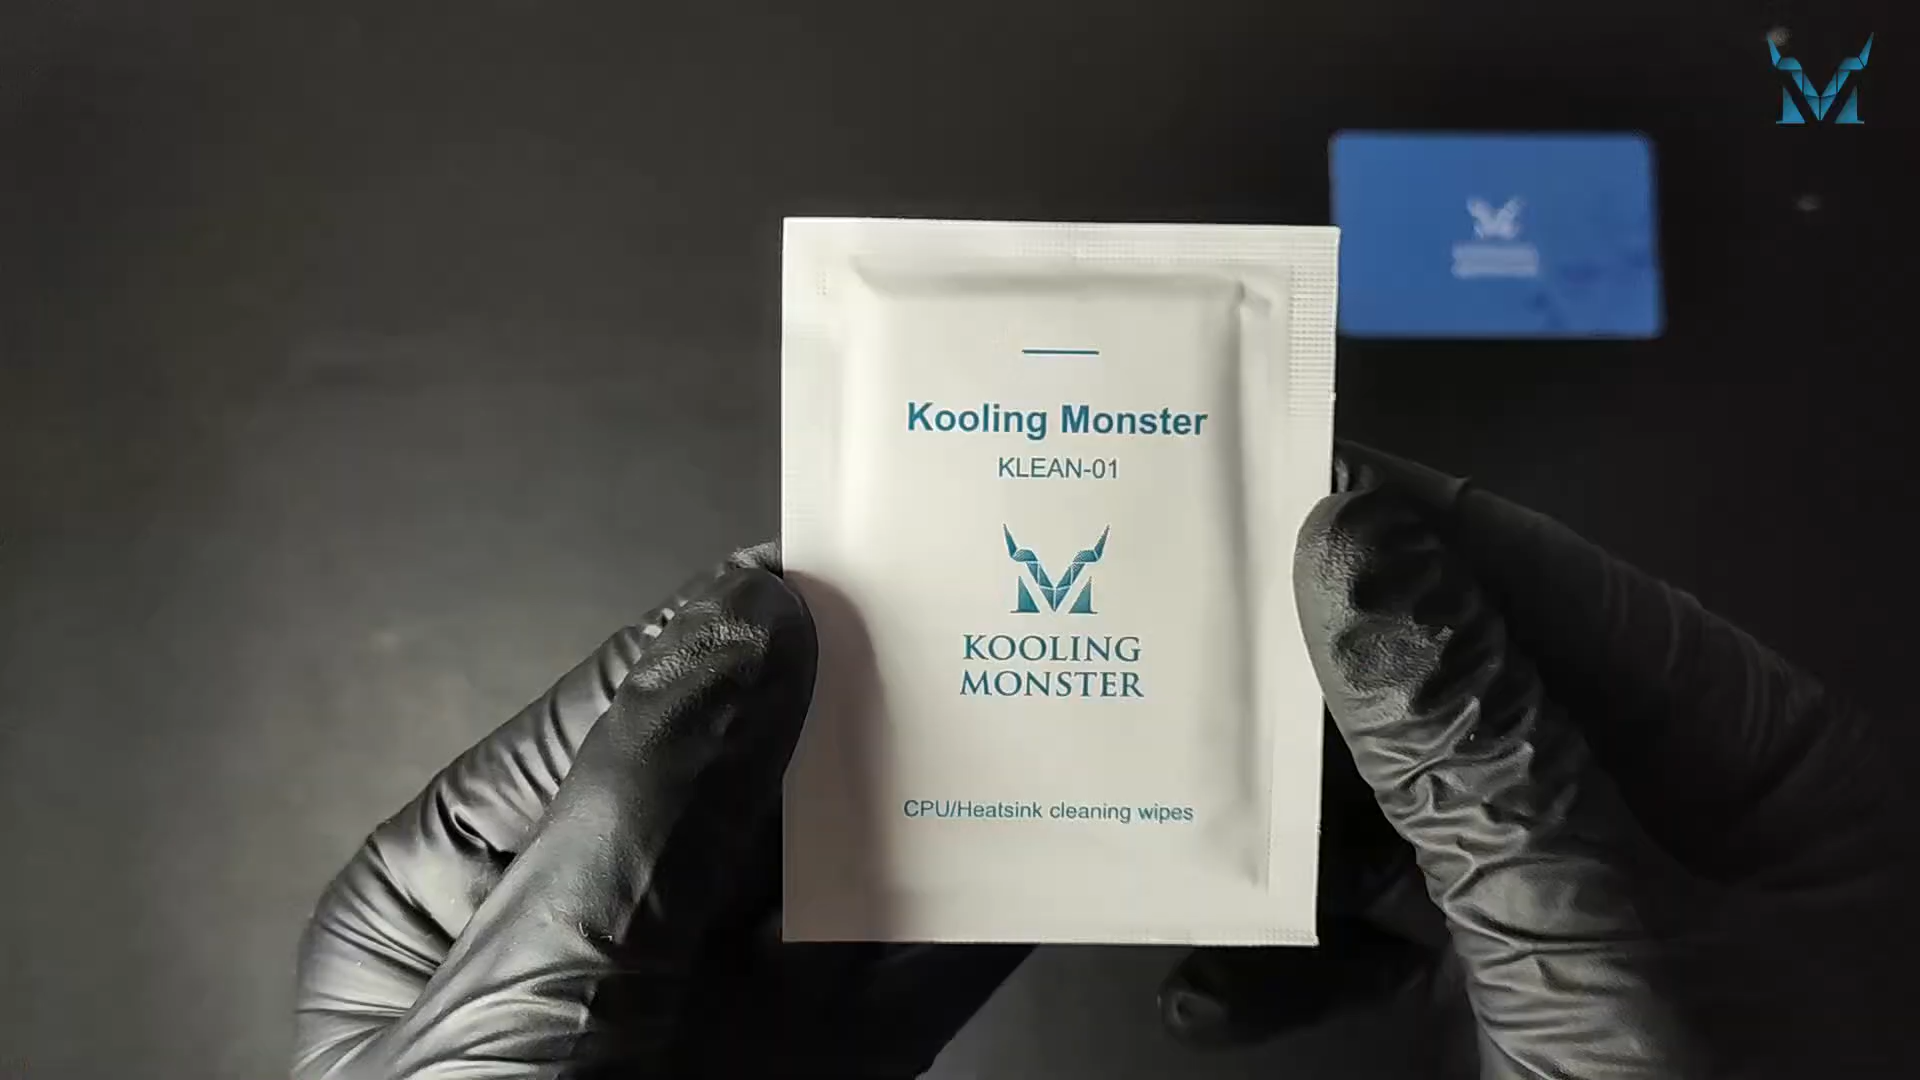 Kooling Monster
KLEAN-01
KOOLING
MONSTER
CPU/Heatsink cleaning wipes